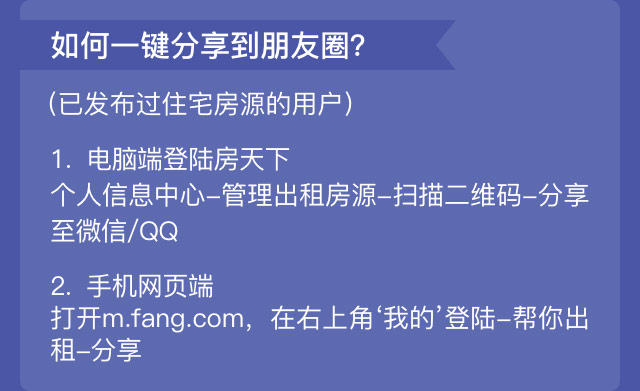 如何一键分享到朋友圈？
（已发布过住宅房源的用户）
1. 电脑端登陆房天下
个人信息中心–管理出租房源–扫描二维码–分享
至微信/QQ
2. 手机网页端
打开m.fang.com，在右上角‘我的’登陆–帮你出
租–分享